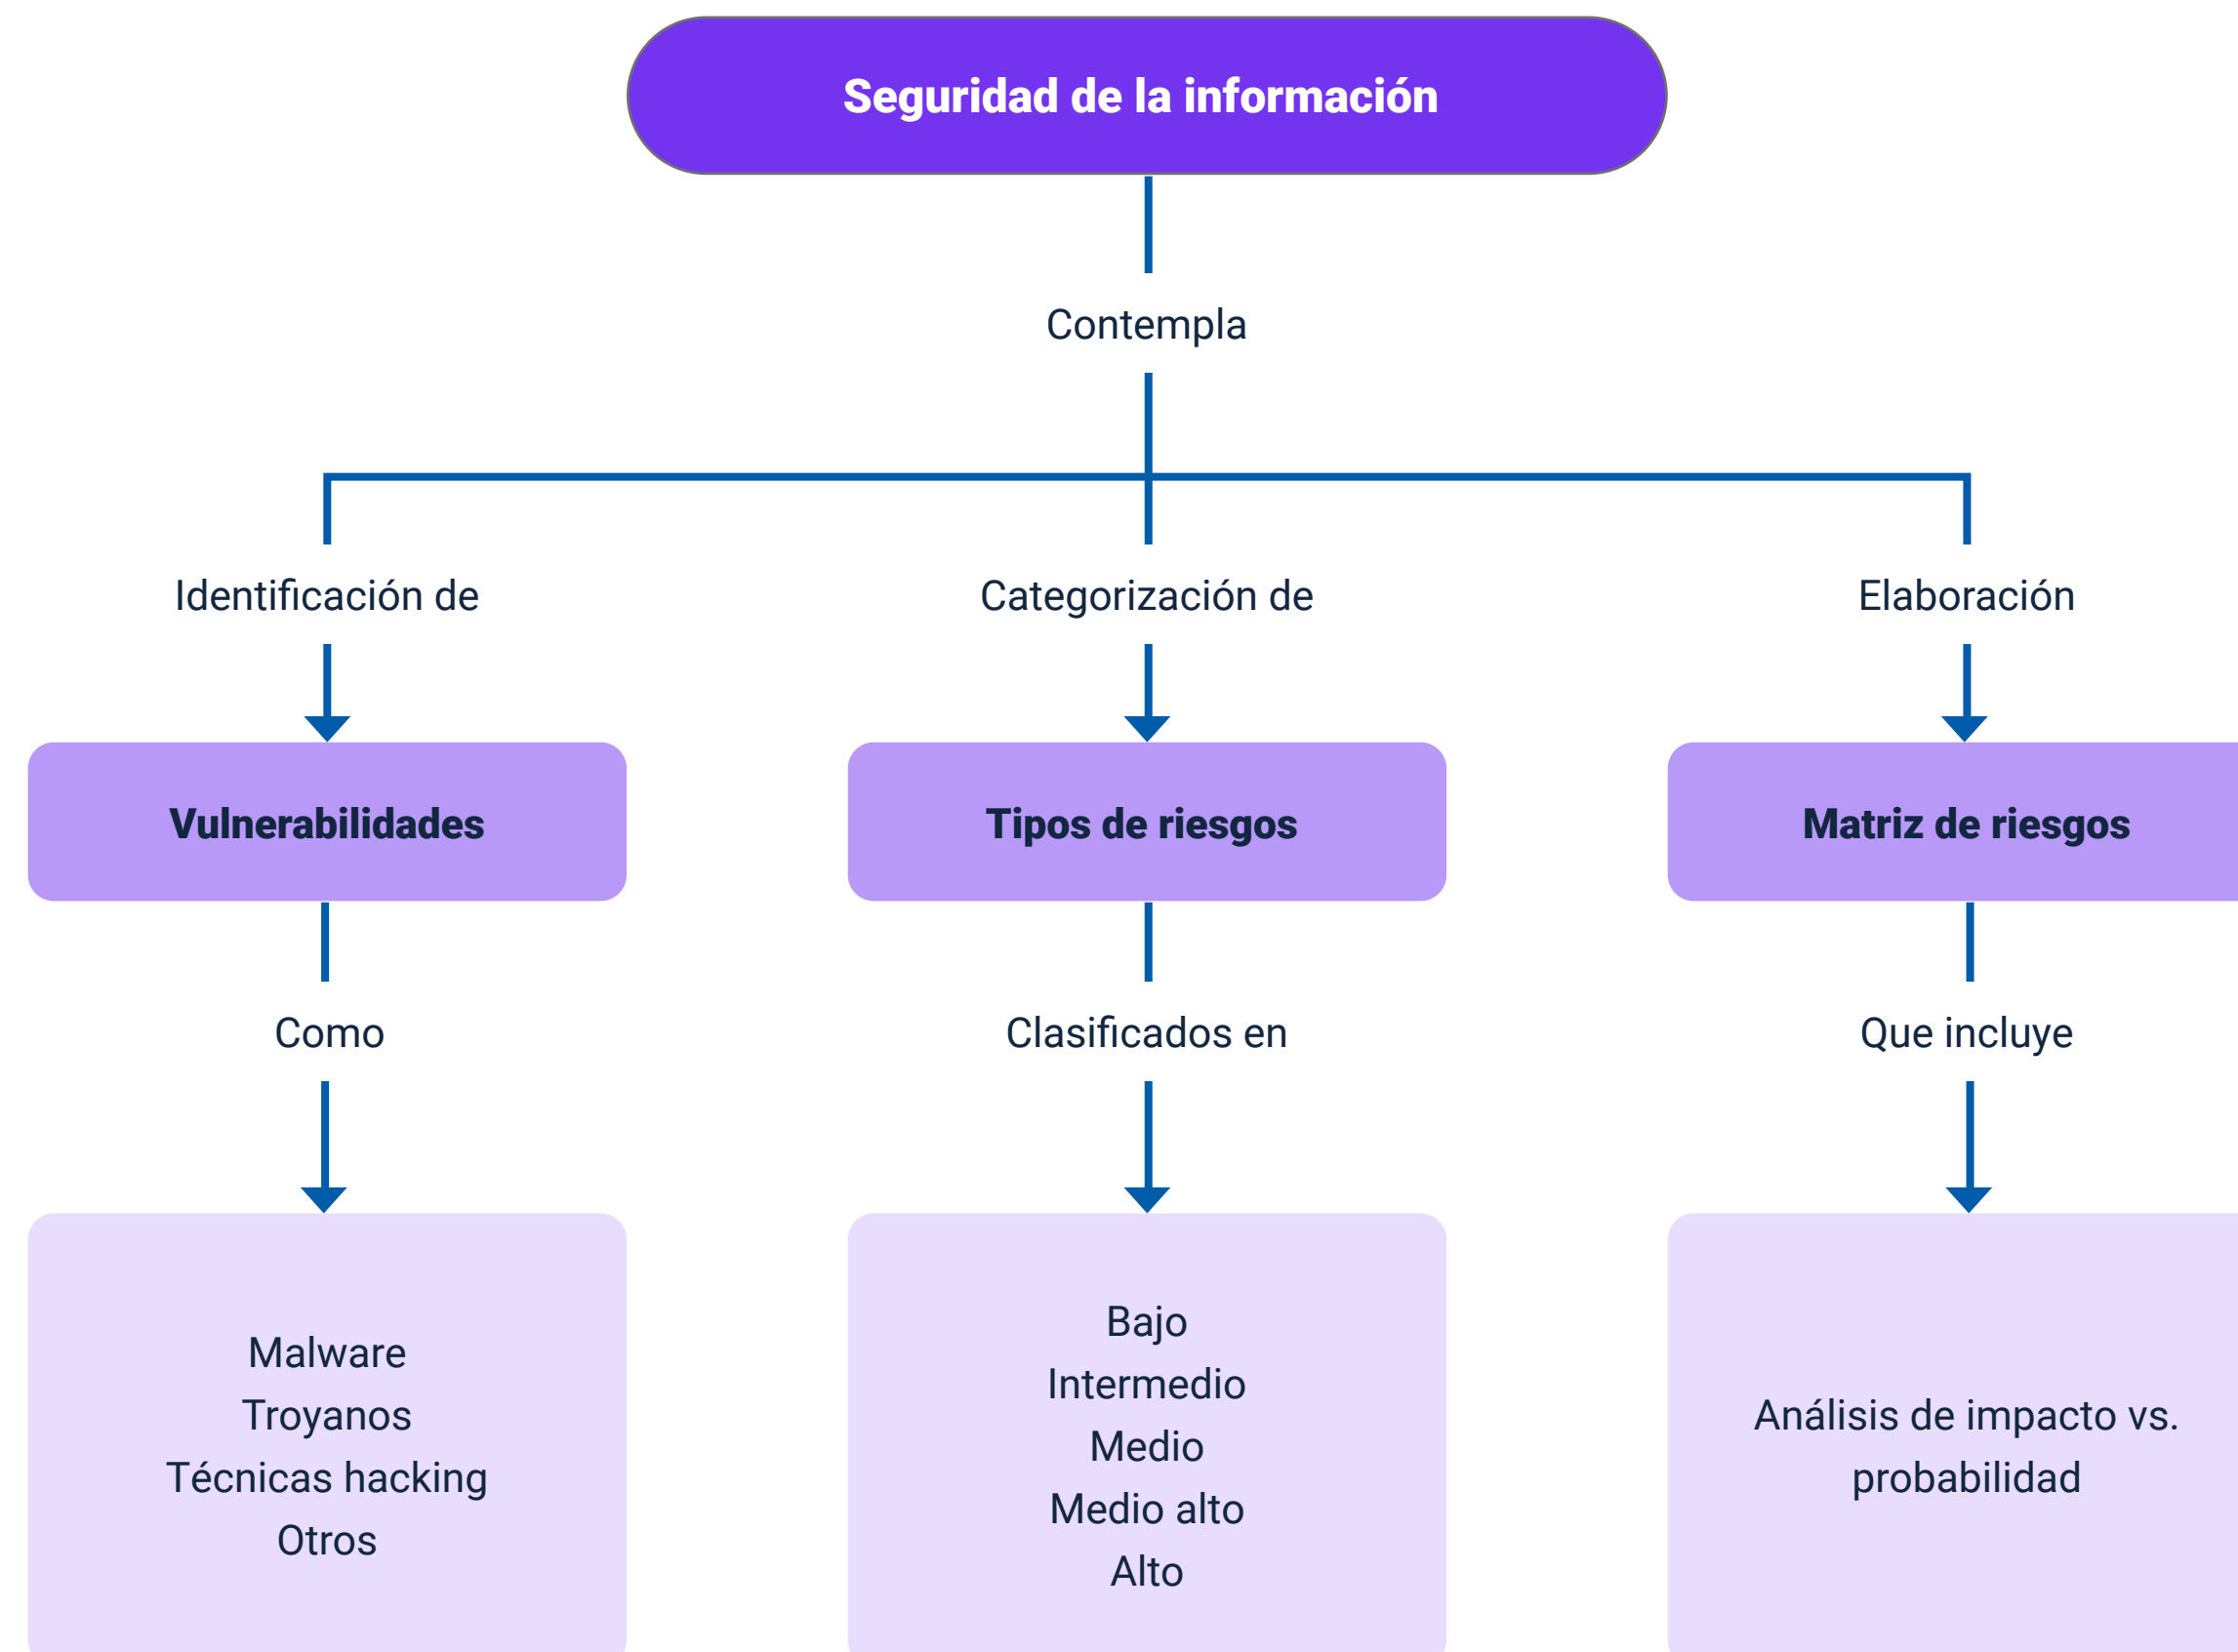 Seguridad de la información
Contempla
Identificación de
Categorización de
Elaboración
Vulnerabilidades
Tipos de riesgos
Matriz de riesgos
Como
Clasificados en
Que incluye
Malware
Troyanos
Técnicas hacking
Otros
Bajo
Intermedio
Medio
Medio alto
Alto
Análisis de impacto vs.
probabilidad